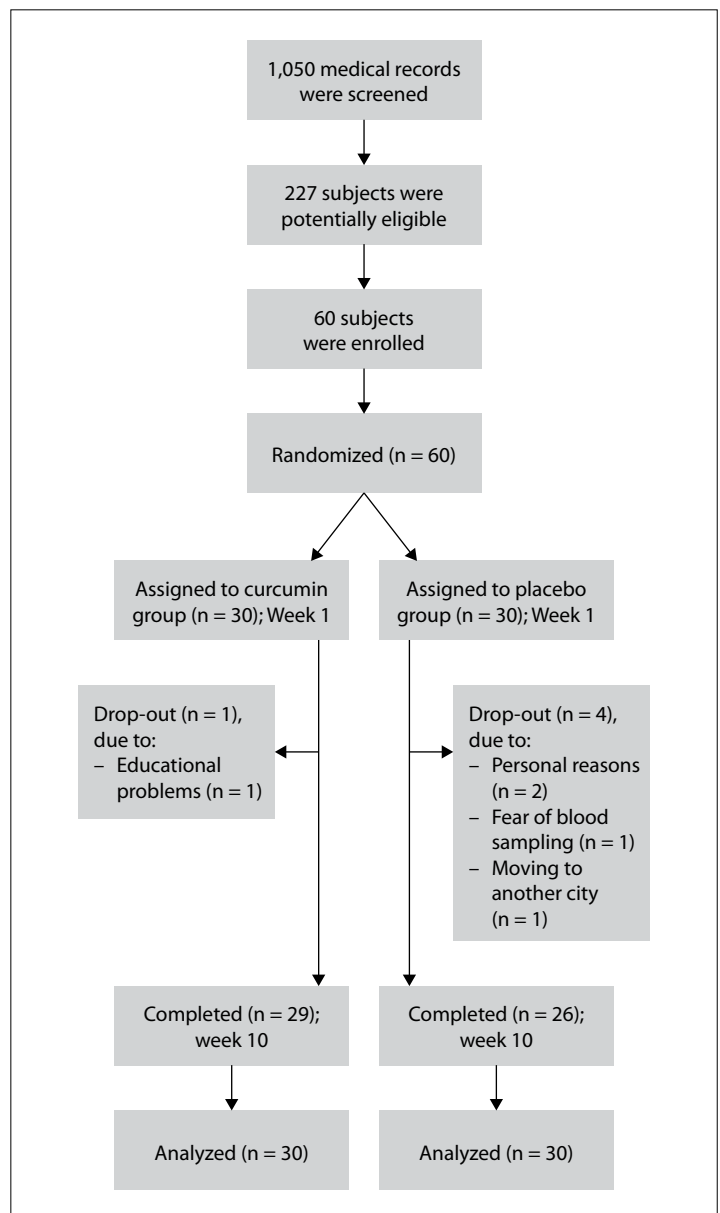 1,050 medical records
were screened
227 subjects were
potentially eligible
60 subjects
were enrolled
Randomized (n = 60)
Assigned to curcumin
group (n = 30); Week 1
Assigned to placebo
group (n = 30); Week 1
Drop-out (n = 1),
due to:
– Educational
problems (n = 1)
Drop-out (n = 4),
due to:
– Personal reasons
(n = 2)
– Fear of blood
sampling (n = 1)
– Moving to
another city
(n = 1)
Completed (n = 29);
week 10
Completed (n = 26);
week 10
Analyzed (n = 30)
Analyzed (n = 30)